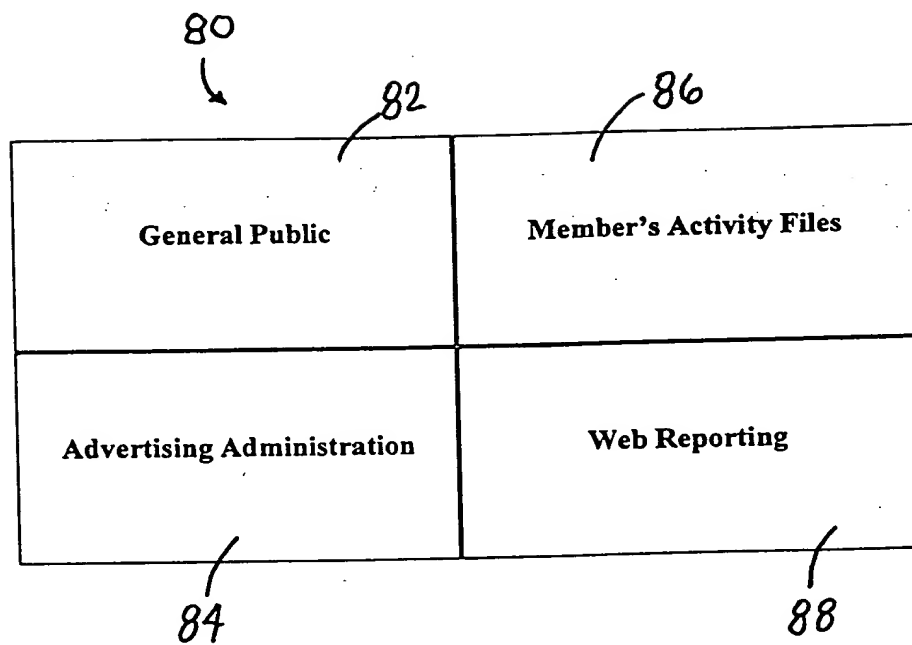 80
82
86
General Public
Member's Activity Files
Advertising Administration
Web Reporting
84
88